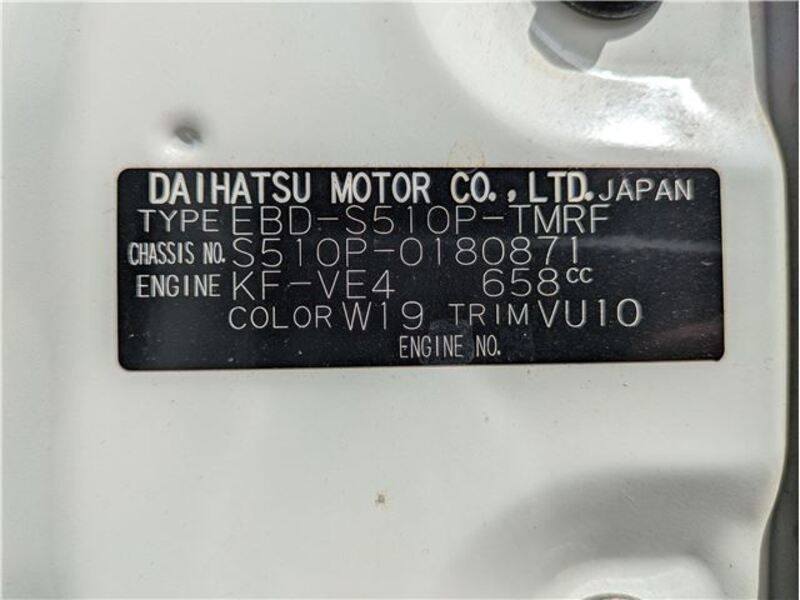 DAIHATSU MOTOR CO.,LTD. JAPAN
TYPE EBD-S510P-TMRF
CHASSIS NO. S510P-0180871
ENGINE KF-VE4 658cc
COLOR W19 TRIM VU10
ENGINE NO.